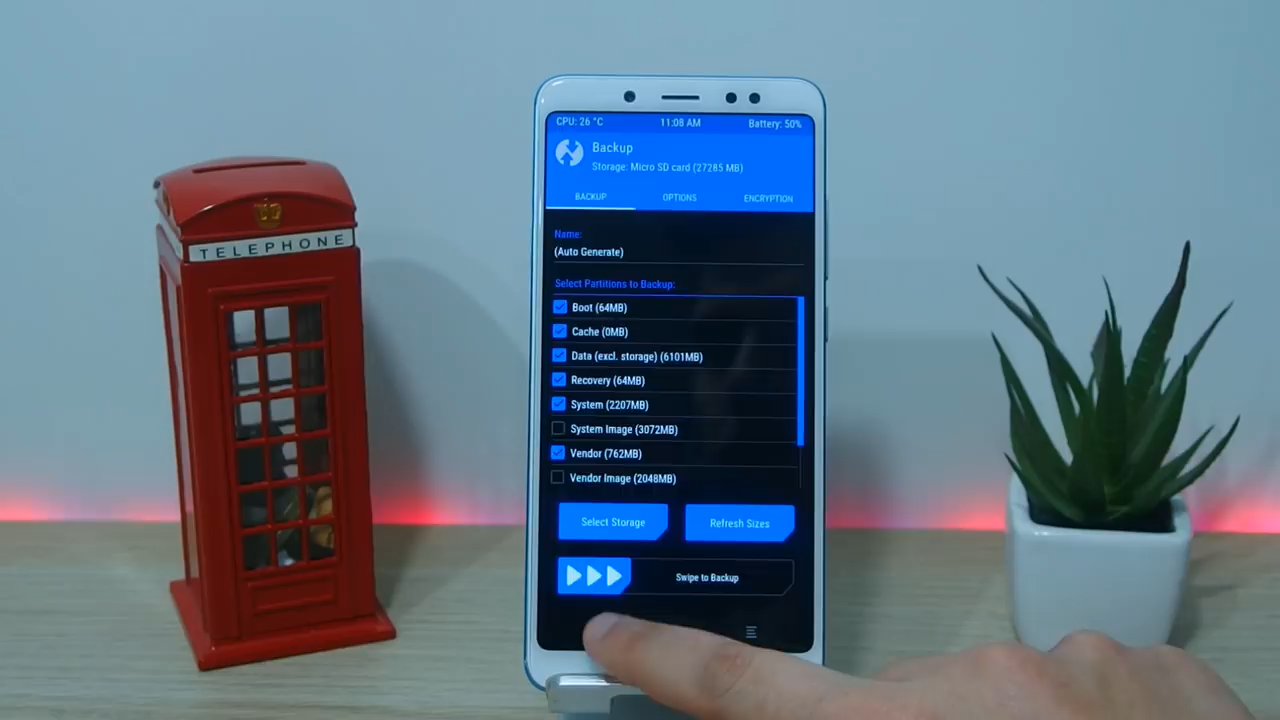 TELEPHONE
CPU: 26 °C 11:08 AM Battery: 50%
Backup
Storage: Micro SD card (27285 MB)
BACKUP OPTIONS ENCRYPTION
Name:
(Auto Generate)
Select Partitions to Backup:
Boot (64MB)
Cache (0MB)
Data (excl. storage) (6101MB)
Recovery (64MB)
System (2207MB)
System Image (3072MB)
Vendor (762MB)
Vendor Image (2048MB)
Select Storage Refresh Sizes
Swipe to Backup